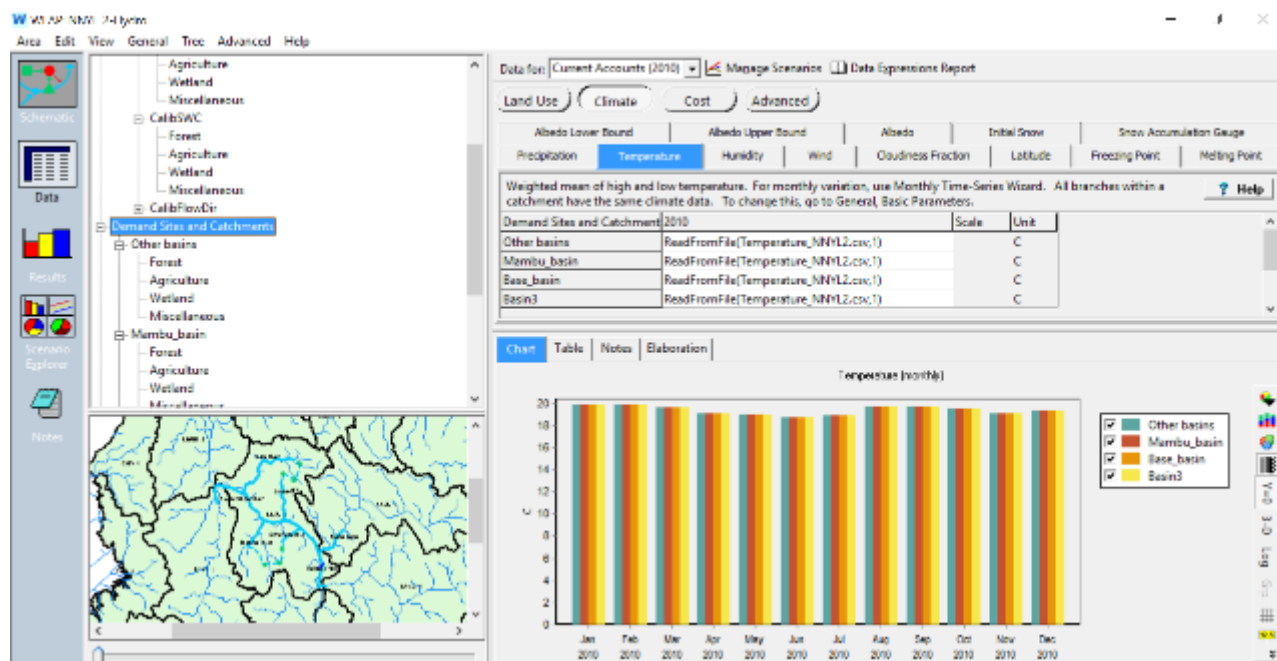 WEAP: NNYL 2-Hydro
Area Edit View General Tree Advanced Help
Schematic
Data
Results
Scenario
Explorer
Notes
Agriculture
Wetland
Miscellaneous
CalibSWC
Forest
Agriculture
Wetland
Miscellaneous
CalibFlowDir
Demand Sites and Catchments
Other basins
Forest
Agriculture
Wetland
Miscellaneous
Mambu_basin
Forest
Agriculture
Wetland
Miscellaneous
Data for: Current Accounts (2010) Manage Scenarios Data Expressions Report
Land Use Climate Cost Advanced
Albedo Lower Bound Albedo Upper Bound Albedo Initial Snow Snow Accumulation Gauge
Precipitation Temperature Humidity Wind Cloudiness Fraction Latitude Freezing Point Melting Point
Weighted mean of high and low temperature. For monthly variation, use Monthly Time-Series Wizard. All branches within a
catchment have the same climate data. To change this, go to General, Basic Parameters.
? Help
Demand Sites and Catchment 2010 Scale Unit
Other basins ReadFromFile(Temperature_NNYL2.csv,1) C
Mambu_basin ReadFromFile(Temperature_NNYL2.csv,1) C
Base_basin ReadFromFile(Temperature_NNYL2.csv,1) C
Basin3 ReadFromFile(Temperature_NNYL2.csv,1) C
Chart Table Notes Elaboration
Temperature (monthly)
20
18
16
14
12
10
8
6
4
2
0
C
Jan Feb Mar Apr May Jun Jul Aug Sep Oct Nov Dec
2010 2010 2010 2010 2010 2010 2010 2010 2010 2010 2010 2010
Other basins
Mambu_basin
Base_basin
Basin3
Y=0
3-D
Log